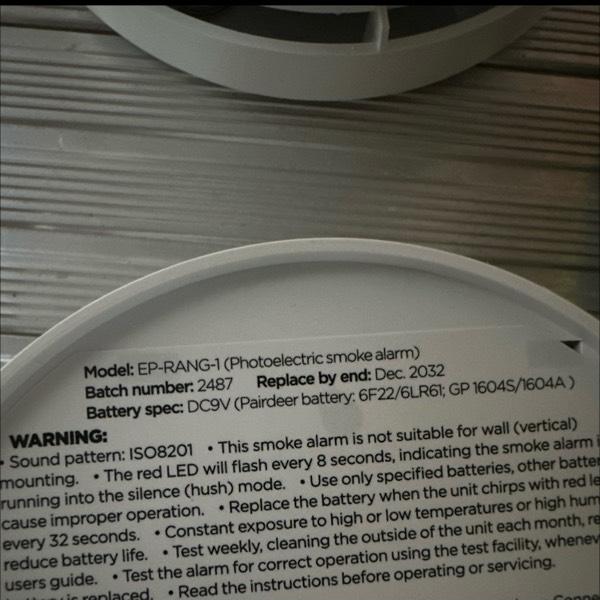 Model: EP-RANG-1 (Photoelectric smoke alarm)
Batch number: 2487 Replace by end: Dec. 2032
Battery spec: DC9V (Pairdeer battery: 6F22/6LR61; GP 1604S/1604A )
WARNING:
• Sound pattern: ISO8201 • This smoke alarm is not suitable for wall (vertical)
mounting. • The red LED will flash every 8 seconds, indicating the smoke alarm i
running into the silence (hush) mode. • Use only specified batteries, other batter
cause improper operation. • Replace the battery when the unit chirps with red le
every 32 seconds. • Constant exposure to high or low temperatures or high hum
reduce battery life. • Test weekly, cleaning the outside of the unit each month, re
users guide. • Test the alarm for correct operation using the test facility, whenev
is replaced. • Read the instructions before operating or servicing.